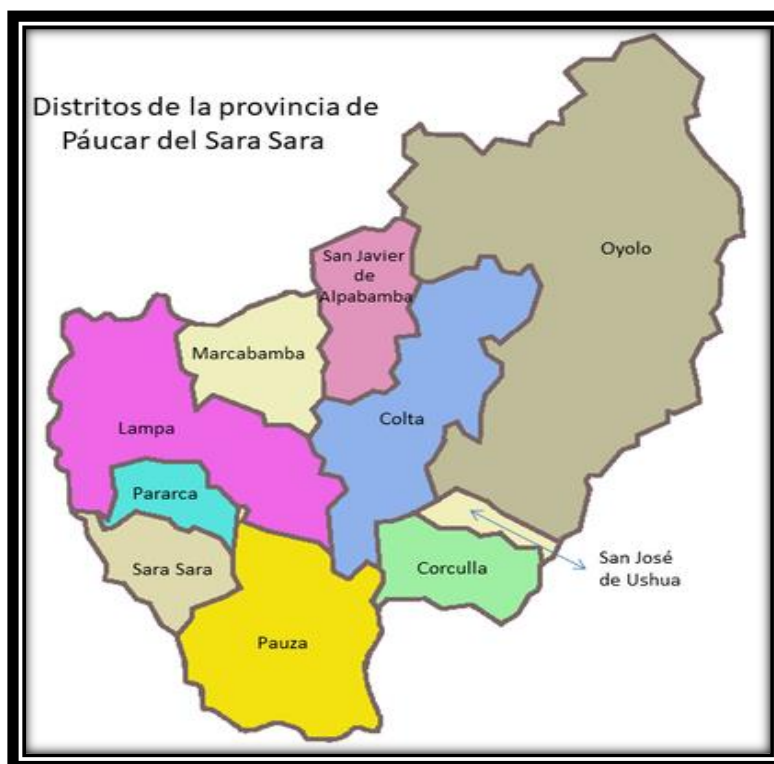 Distritos de la provincia de
Páucar del Sara Sara
Oyolo
San Javier
de
Alpabamba
Marcabamba
Colta
Lampa
Pararca
Sara Sara
Corculla
San José
de Ushua
Pauza